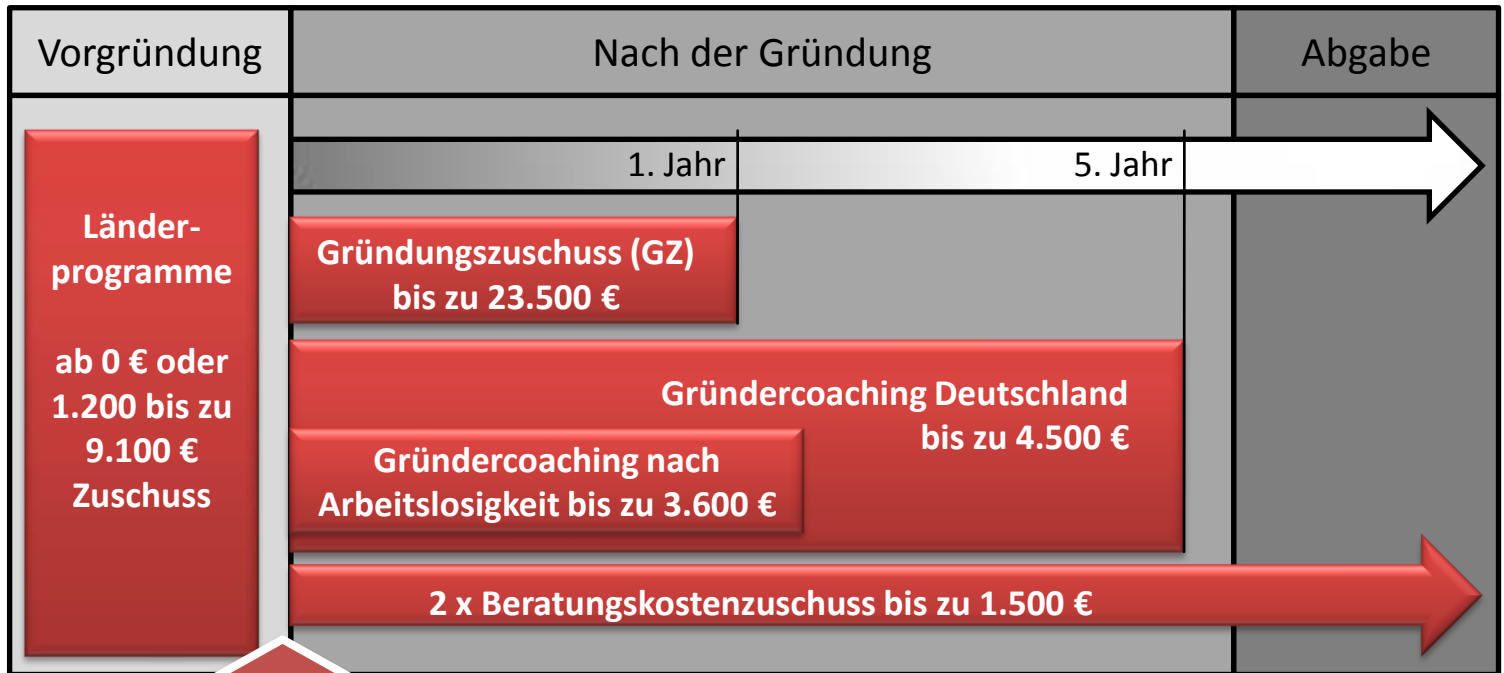 Vorgründung
Nach der Gründung
Abgabe
1. Jahr
5. Jahr
Länder-
programme
ab 0 € oder
1.200 bis zu
9.100 €
Zuschuss
Gründungszuschuss (GZ)
bis zu 23.500 €
Gründercoaching Deutschland
bis zu 4.500 €
Gründercoaching nach
Arbeitslosigkeit bis zu 3.600 €
2 x Beratungskostenzuschuss bis zu 1.500 €